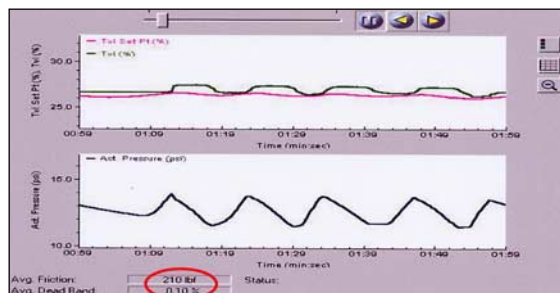 Tvl Set Pt (%)
Tvl (%)
Tvl Set Pt (%), Tvl (%)
30.0
25.0
00:59 01:09 01:19 01:29 01:39 01:49 01:59
Time (min:sec)
Act. Pressure (psi)
Act. Pressure (psi)
15.0
10.0
00:59 01:09 01:19 01:29 01:39 01:49 01:59
Time (min:sec)
Avg. Friction: 210 lbf Status:
Avg. Dead Band: 0.10 %